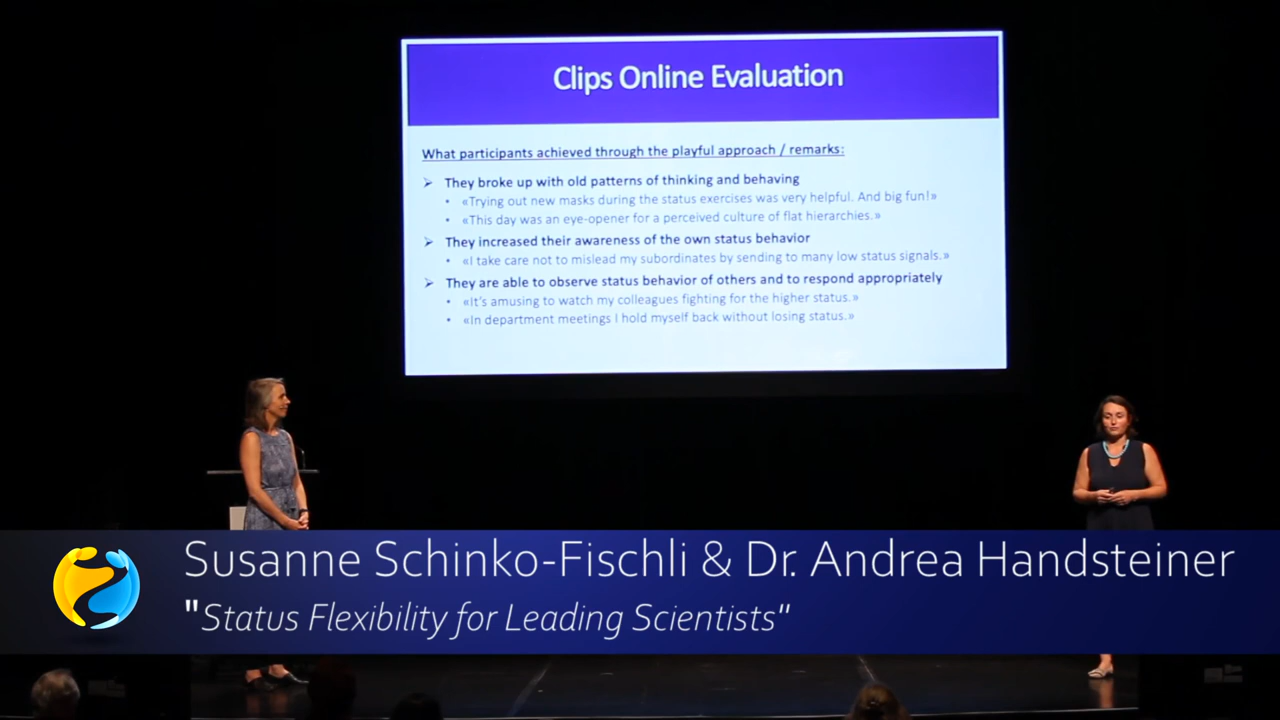 Clips Online Evaluation
What participants achieved through the playful approach / remarks:
➢ They broke up with old patterns of thinking and behaving
• «Trying out new masks during the status exercises was very helpful. And big fun!»
• «This day was an eye-opener for a perceived culture of flat hierarchies.»
➢ They increased their awareness of the own status behavior
• «I take care not to mislead my subordinates by sending to many low status signals.»
➢ They are able to observe status behavior of others and to respond appropriately
• «It's amusing to watch my colleagues fighting for the higher status.»
• «In department meetings I hold myself back without losing status.»
Susanne Schinko-Fischli & Dr. Andrea Handsteiner
"Status Flexibility for Leading Scientists"